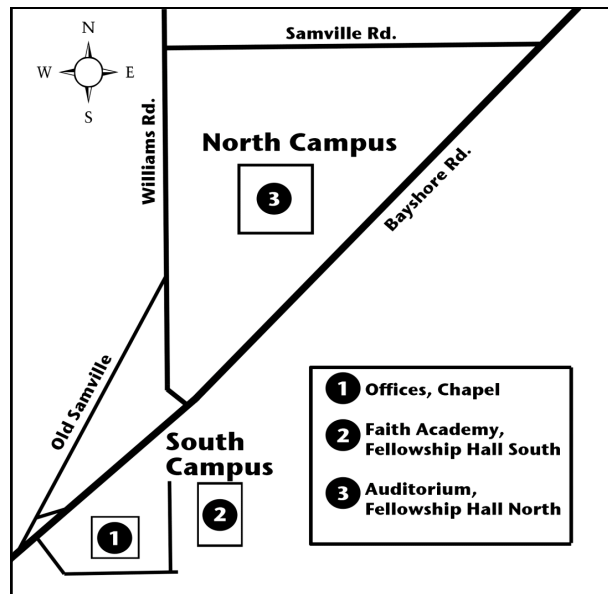 N
W
E
S
Samville Rd.
Williams Rd.
North Campus
3
Bayshore Rd.
Old Samville
South
Campus
1
2
1 Offices, Chapel
2 Faith Academy,
Fellowship Hall South
3 Auditorium,
Fellowship Hall North